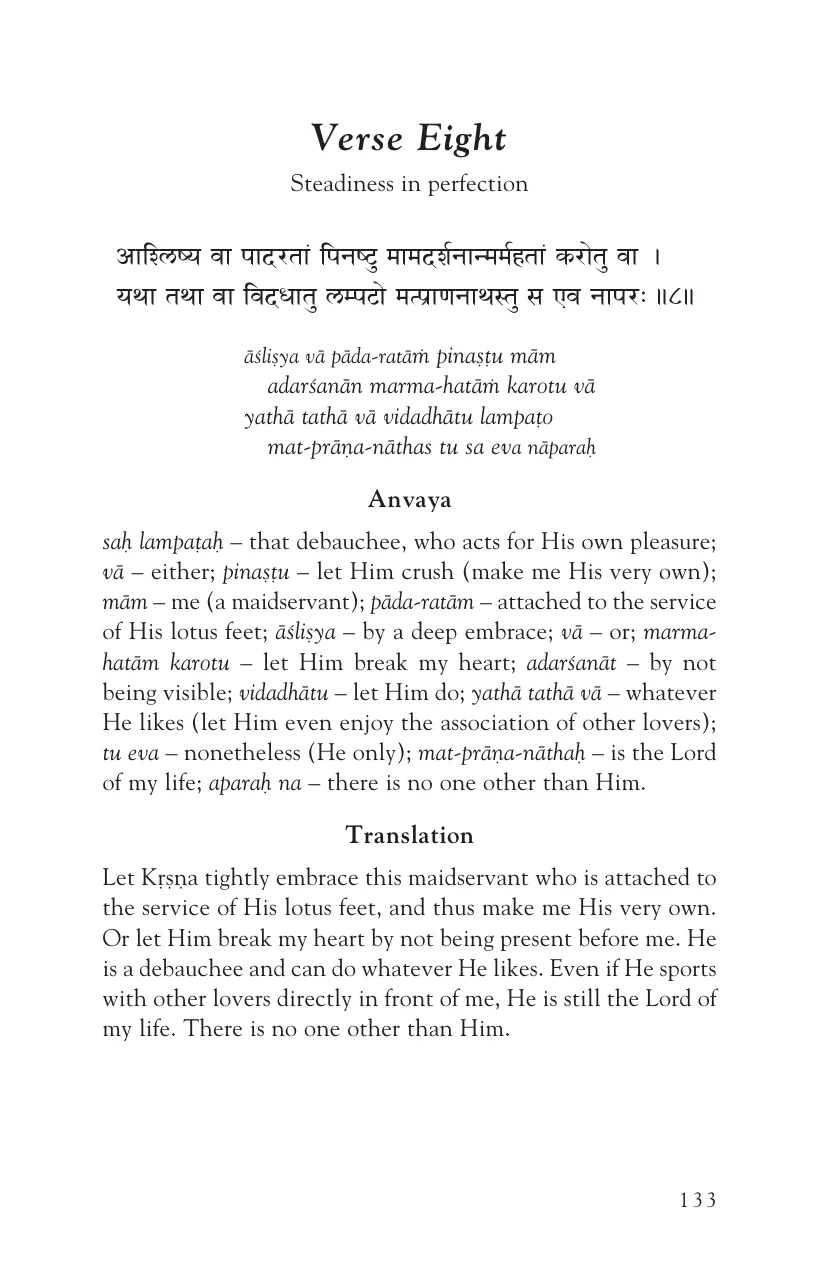 Verse Eight
Steadiness in perfection
आश्लिष्य वा पादरतां पिनष्टु मामदर्शनान्मर्महतां करोतु वा ।
यथा तथा वा विदधातु लम्पटो मत्प्राणनाथस्तु स एव नापरः ॥८॥
āśliṣya vā pāda-ratāṁ pinaṣṭu mām
adarśanān marma-hatāṁ karotu vā
yathā tathā vā vidadhātu lampaṭo
mat-prāṇa-nāthas tu sa eva nāparaḥ
Anvaya
saḥ lampaṭaḥ – that debauchee, who acts for His own pleasure;
vā – either; pinaṣṭu – let Him crush (make me His very own);
mām – me (a maidservant); pāda-ratām – attached to the service
of His lotus feet; āśliṣya – by a deep embrace; vā – or; marma-
hatām karotu – let Him break my heart; adarśanāt – by not
being visible; vidadhātu – let Him do; yathā tathā vā – whatever
He likes (let Him even enjoy the association of other lovers);
tu eva – nonetheless (He only); mat-prāṇa-nāthaḥ – is the Lord
of my life; aparaḥ na – there is no one other than Him.
Translation
Let Kṛṣṇa tightly embrace this maidservant who is attached to
the service of His lotus feet, and thus make me His very own.
Or let Him break my heart by not being present before me. He
is a debauchee and can do whatever He likes. Even if He sports
with other lovers directly in front of me, He is still the Lord of
my life. There is no one other than Him.
133